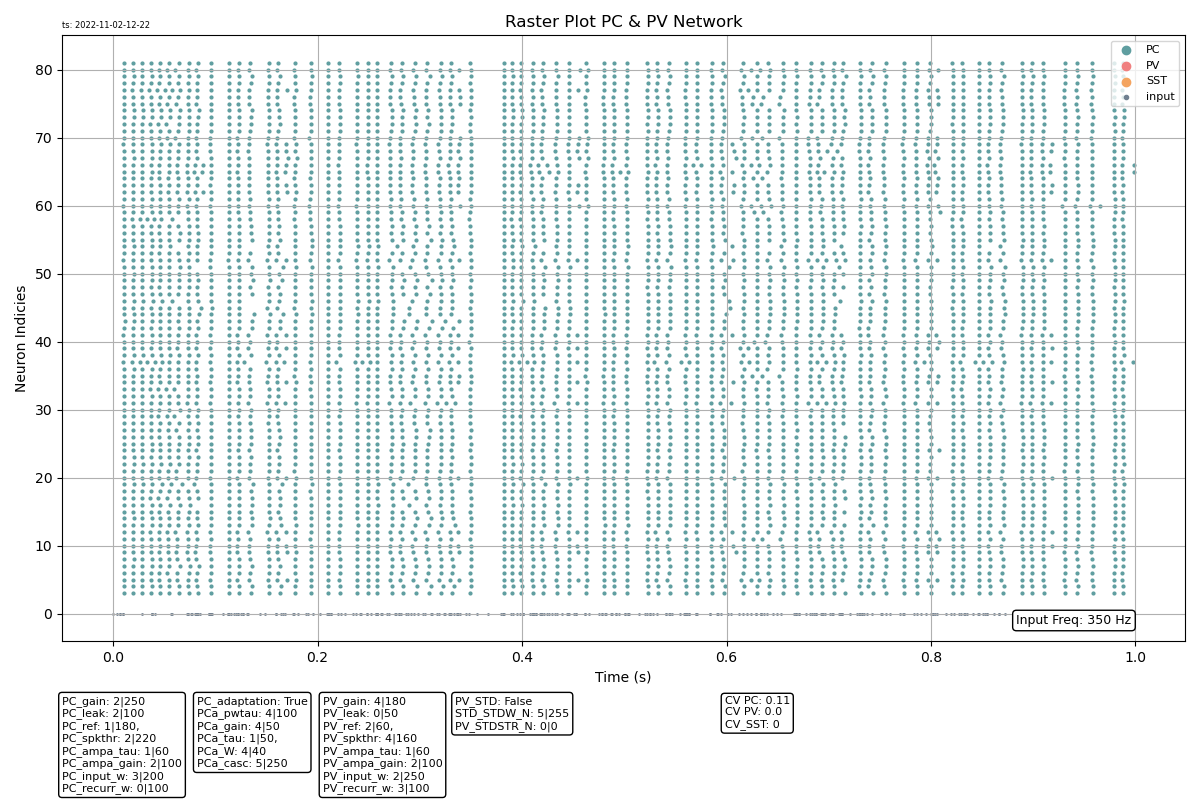 ts: 2022-11-02-12-22
Raster Plot PC & PV Network
PC
PV
SST
input
Neuron Indicies
80
70
60
50
40
30
20
10
0
Input Freq: 350 Hz
0.0 0.2 0.4 0.6 0.8 1.0
Time (s)
PC_gain: 2|250
PC_leak: 2|100
PC_ref: 1|180,
PC_spkthr: 2|220
PC_ampa_tau: 1|60
PC_ampa_gain: 2|100
PC_input_w: 3|200
PC_recurr_w: 0|100
PC_adaptation: True
PCa_pwtau: 4|100
PCa_gain: 4|50
PCa_tau: 1|50,
PCa_W: 4|40
PCa_casc: 5|250
PV_gain: 4|180
PV_leak: 0|50
PV_ref: 2|60,
PV_spkthr: 4|160
PV_ampa_tau: 1|60
PV_ampa_gain: 2|100
PV_input_w: 2|250
PV_recurr_w: 3|100
PV_STD: False
STD_STDW_N: 5|255
PV_STDSTR_N: 0|0
CV PC: 0.11
CV PV: 0.0
CV_SST: 0